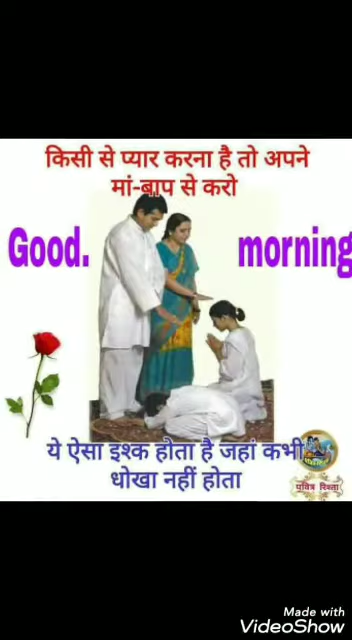 किसी से प्यार करना है तो अपने
मां-बाप से करो
Good. morning
ये ऐसा इश्क होता है जहां कभी
धोखा नहीं होता
पवित्र रिश्ता
Made with
VideoShow